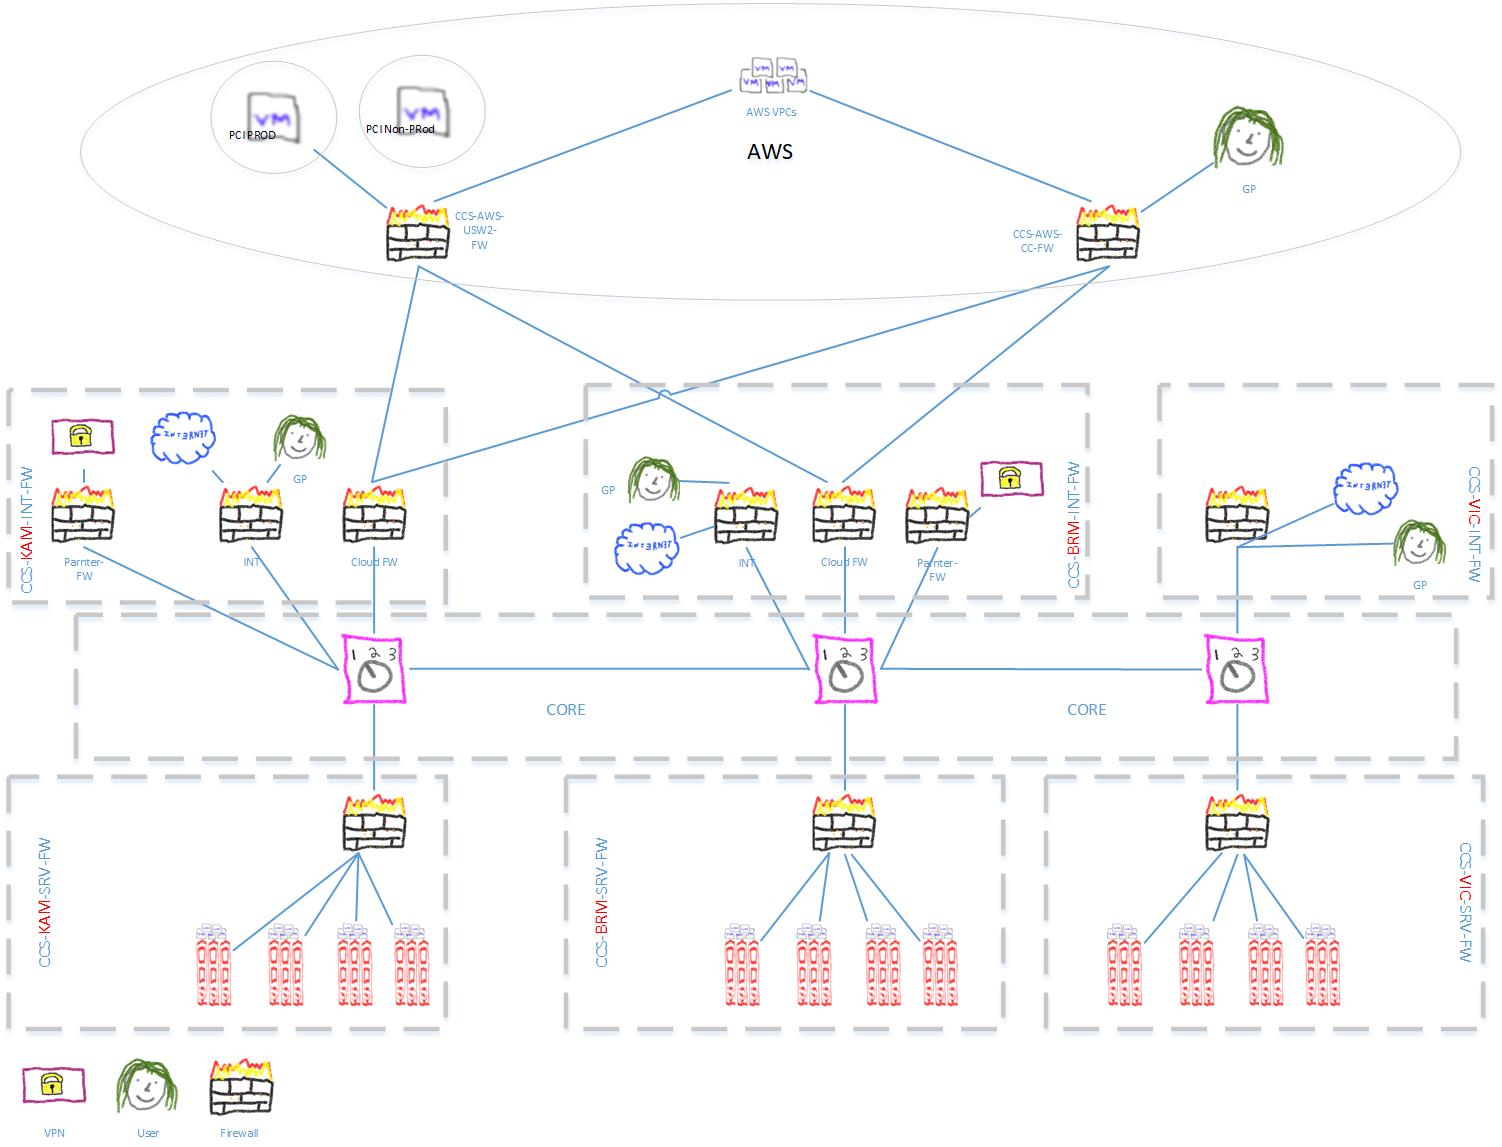 VM
PCI PROD
VM
PCI Non-PRod
VM VM
VM VM VM
AWS VPCs
AWS
GP
CCS-AWS-
USW2-
FW
CCS-AWS-
CC-FW
CCS-KAM-INT-FW
INTERNET
GP
Parnter-
FW
INT
Cloud FW
GP
INTERNET
INT
Cloud FW
Parnter-
FW
CCS-BRM-INT-FW
INTERNET
GP
CCS-VIC-INT-FW
1 2 3
1 2 3
1 2 3
CORE
CORE
CCS-KAM-SRV-FW
CCS-BRM-SRV-FW
CCS-VIC-SRV-FW
VPN
User
Firewall